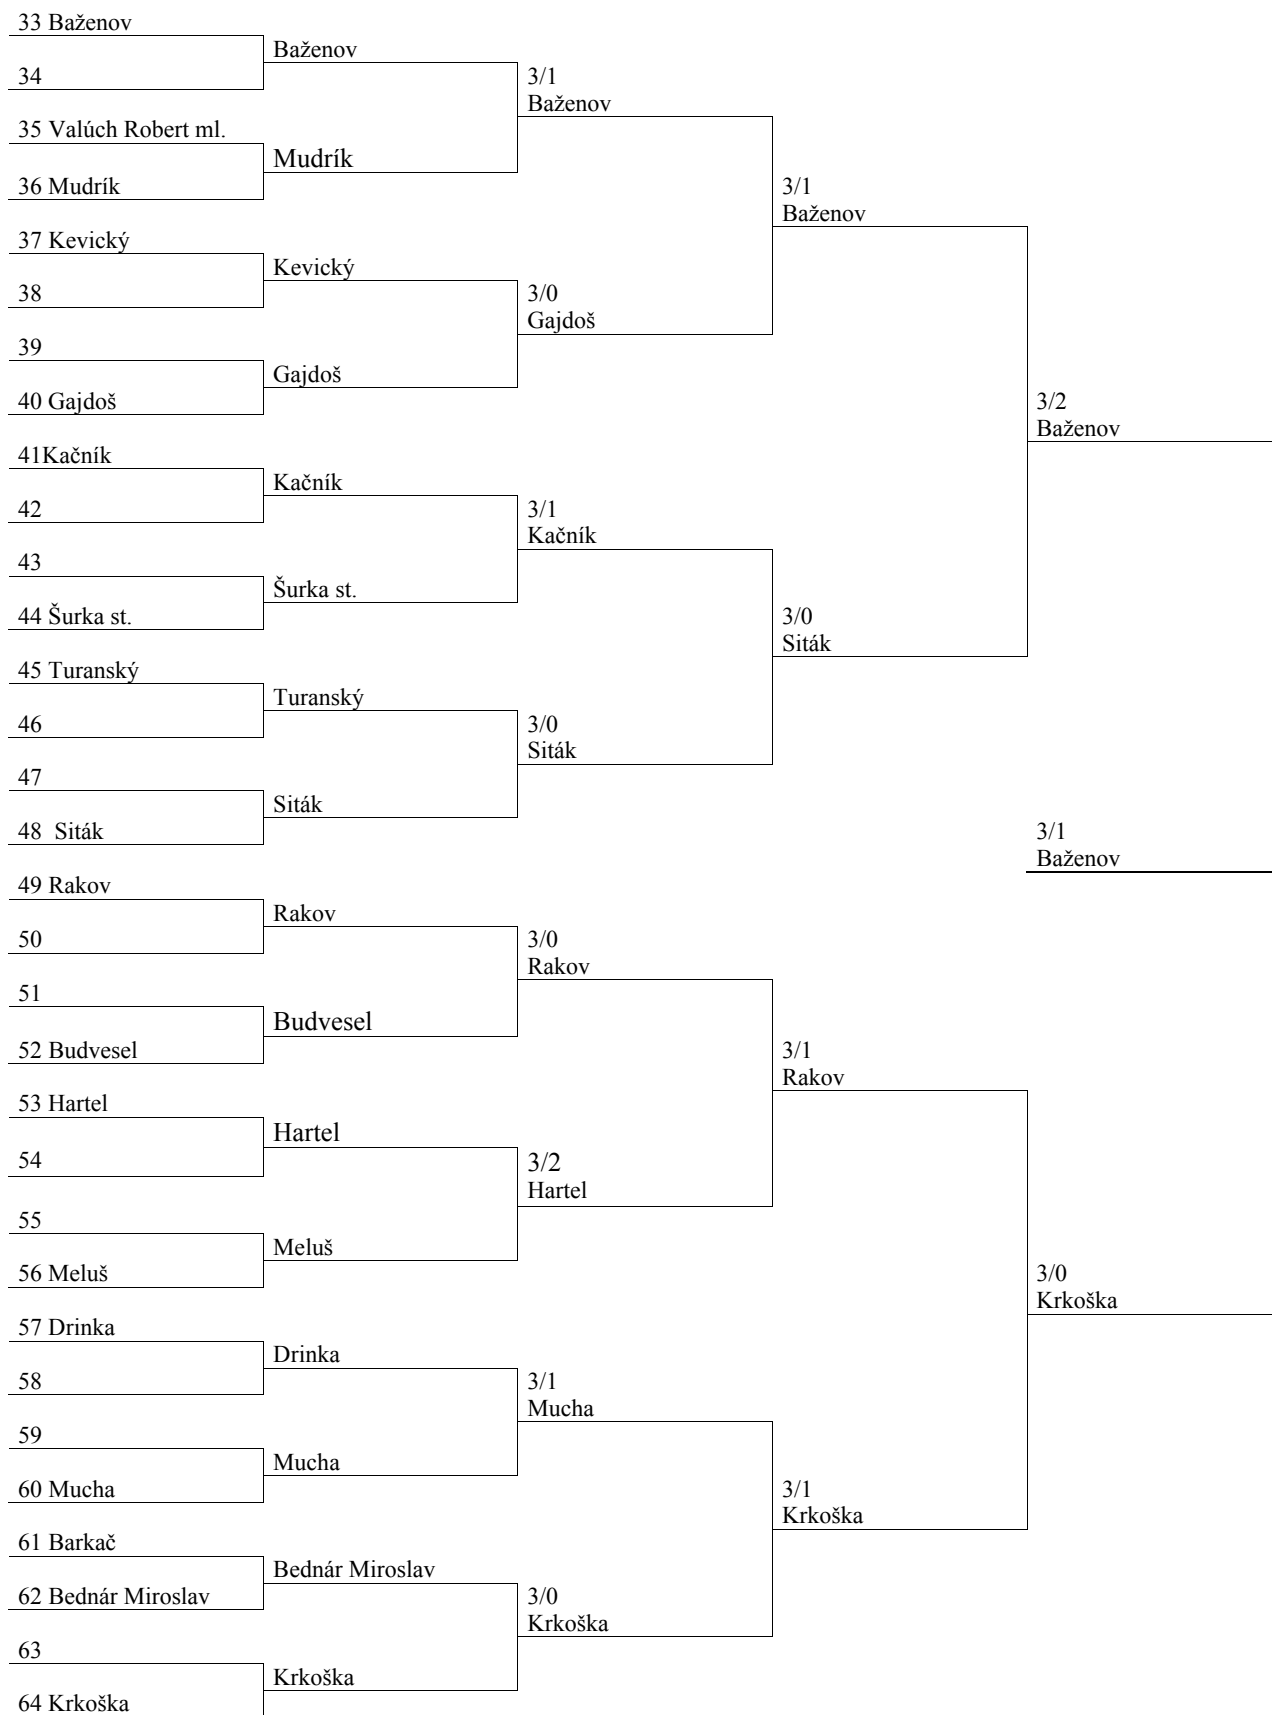 33 Baženov
Baženov
34
3/1
Baženov
35 Valúch Robert ml.
Mudrík
36 Mudrík
3/1
Baženov
37 Kevický
Kevický
38
3/0
Gajdoš
39
Gajdoš
40 Gajdoš
3/2
Baženov
41Kačník
Kačník
42
3/1
Kačník
43
Šurka st.
44 Šurka st.
3/0
Siták
45 Turanský
Turanský
46
3/0
Siták
47
Siták
48  Siták
3/1
Baženov
49 Rakov
Rakov
50
3/0
Rakov
51
Budvesel
52 Budvesel
3/1
Rakov
53 Hartel
Hartel
54
3/2
Hartel
55
Meluš
56 Meluš
3/0
Krkoška
57 Drinka
Drinka
58
3/1
Mucha
59
Mucha
60 Mucha
3/1
Krkoška
61 Barkač
Bednár Miroslav
62 Bednár Miroslav
3/0
Krkoška
63
Krkoška
64 Krkoška